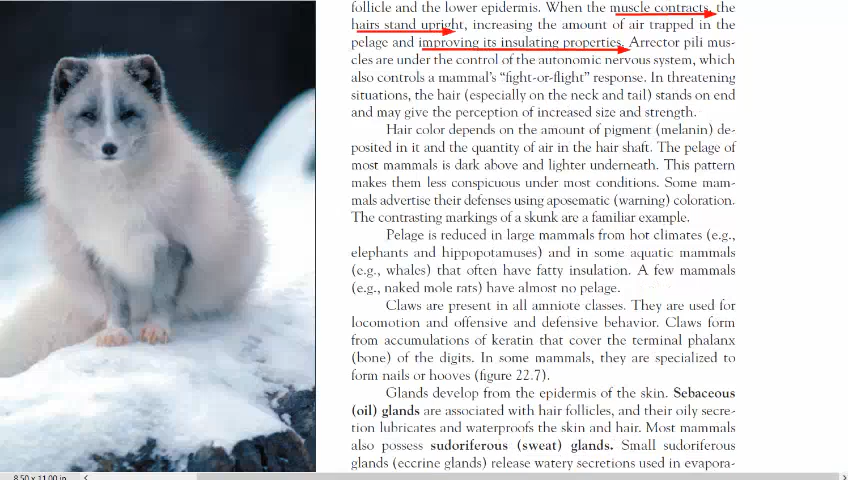 follicle and the lower epidermis. When the muscle contracts, the
hairs stand upright, increasing the amount of air trapped in the
pelage and improving its insulating properties. Arrector pili mus-
cles are under the control of the autonomic nervous system, which
also controls a mammal's "fight-or-flight" response. In threatening
situations, the hair (especially on the neck and tail) stands on end
and may give the perception of increased size and strength.
Hair color depends on the amount of pigment (melanin) de-
posited in it and the quantity of air in the hair shaft. The pelage of
most mammals is dark above and lighter underneath. This pattern
makes them less conspicuous under most conditions. Some mam-
mals advertise their defenses using aposematic (warning) coloration.
The contrasting markings of a skunk are a familiar example.
Pelage is reduced in large mammals from hot climates (e.g.,
elephants and hippopotamuses) and in some aquatic mammals
(e.g., whales) that often have fatty insulation. A few mammals
(e.g., naked mole rats) have almost no pelage.
Claws are present in all amniote classes. They are used for
locomotion and offensive and defensive behavior. Claws form
from accumulations of keratin that cover the terminal phalanx
(bone) of the digits. In some mammals, they are specialized to
form nails or hooves (figure 22.7).
Glands develop from the epidermis of the skin. Sebaceous
(oil) glands are associated with hair follicles, and their oily secre-
tion lubricates and waterproofs the skin and hair. Most mammals
also possess sudoriferous (sweat) glands. Small sudoriferous
glands (eccrine glands) release watery secretions used in evapora-
8.50 x 11.00 in